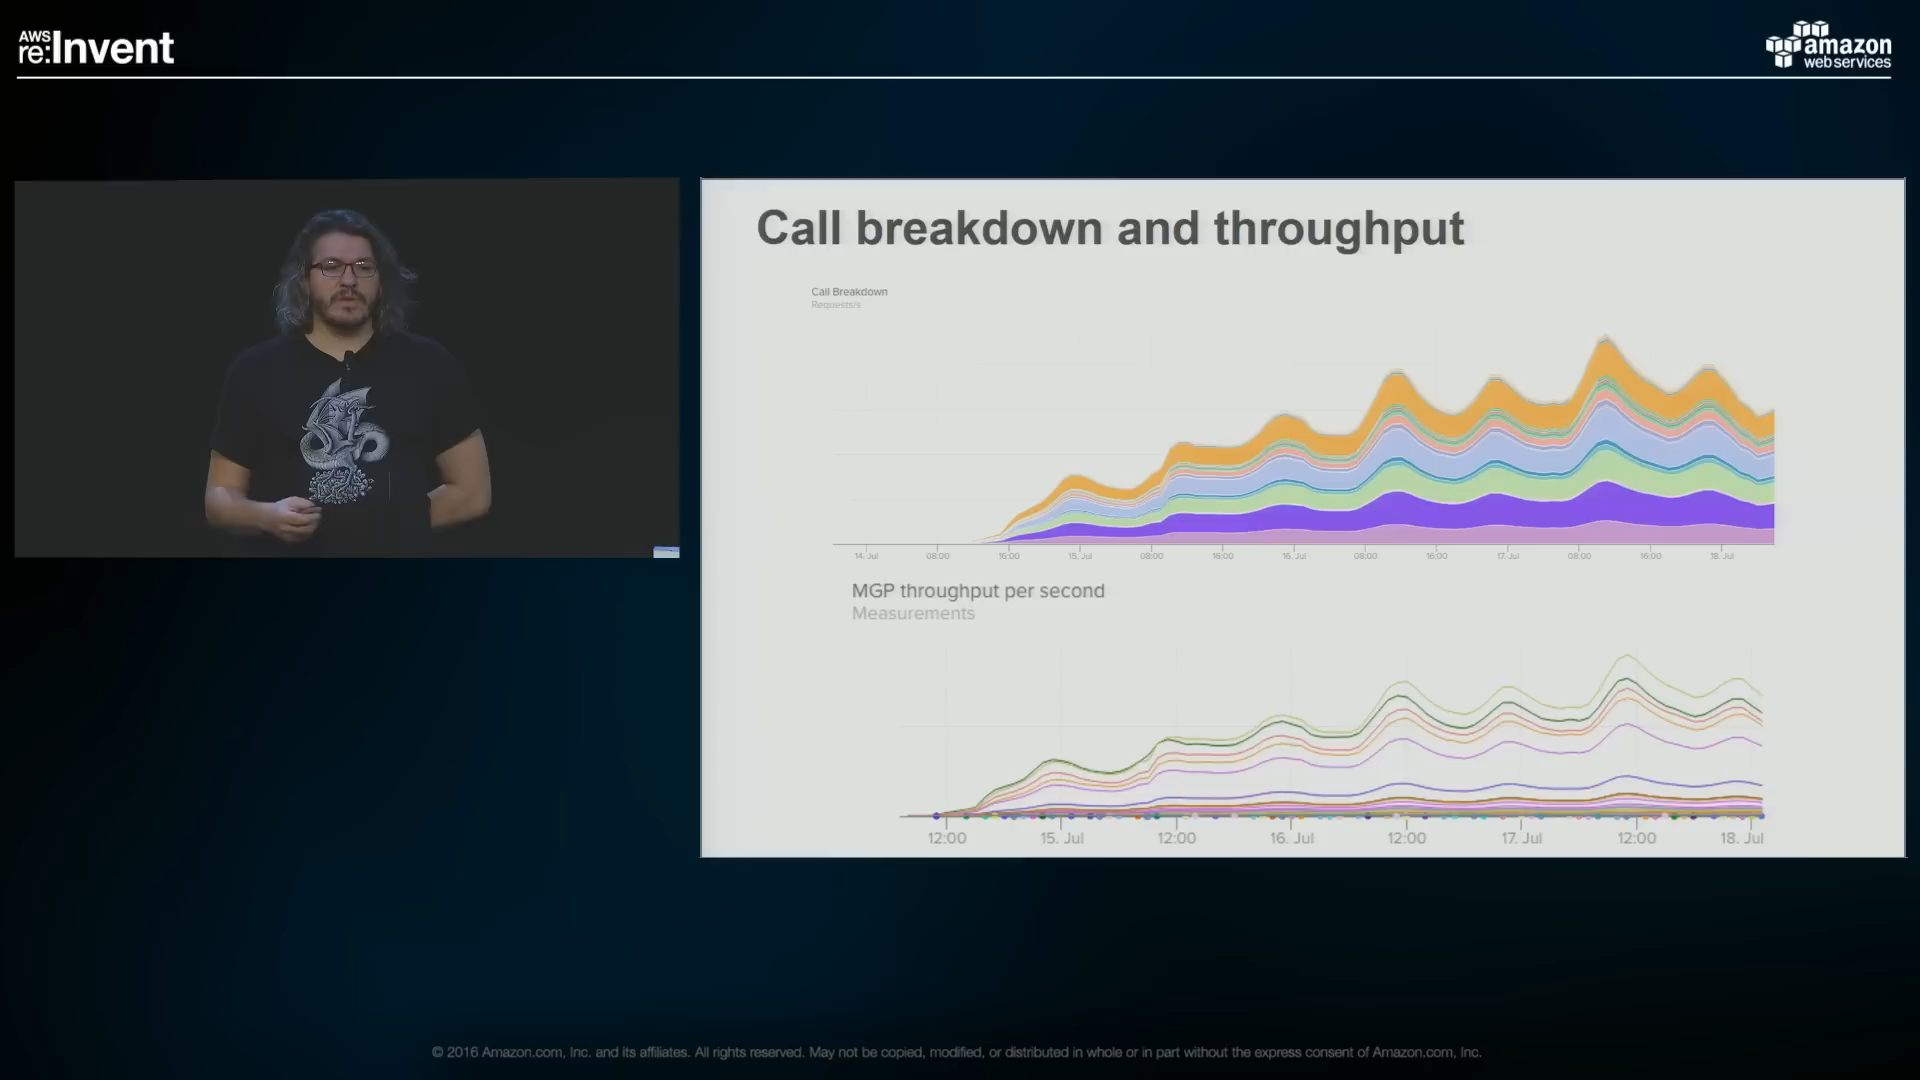 AWS
re:Invent
amazon
web services
Call breakdown and throughput
Call Breakdown
Requests/s
14. Jul 08:00 16:00 15. Jul 08:00 16:00 16. Jul 08:00 16:00 17. Jul 08:00 16:00 18. Jul
MGP throughput per second
Measurements
12:00 15. Jul 12:00 16. Jul 12:00 17. Jul 12:00 18. Jul
© 2016 Amazon.com, Inc. and its affiliates. All rights reserved. May not be copied, modified, or distributed in whole or in part without the express consent of Amazon.com, Inc.